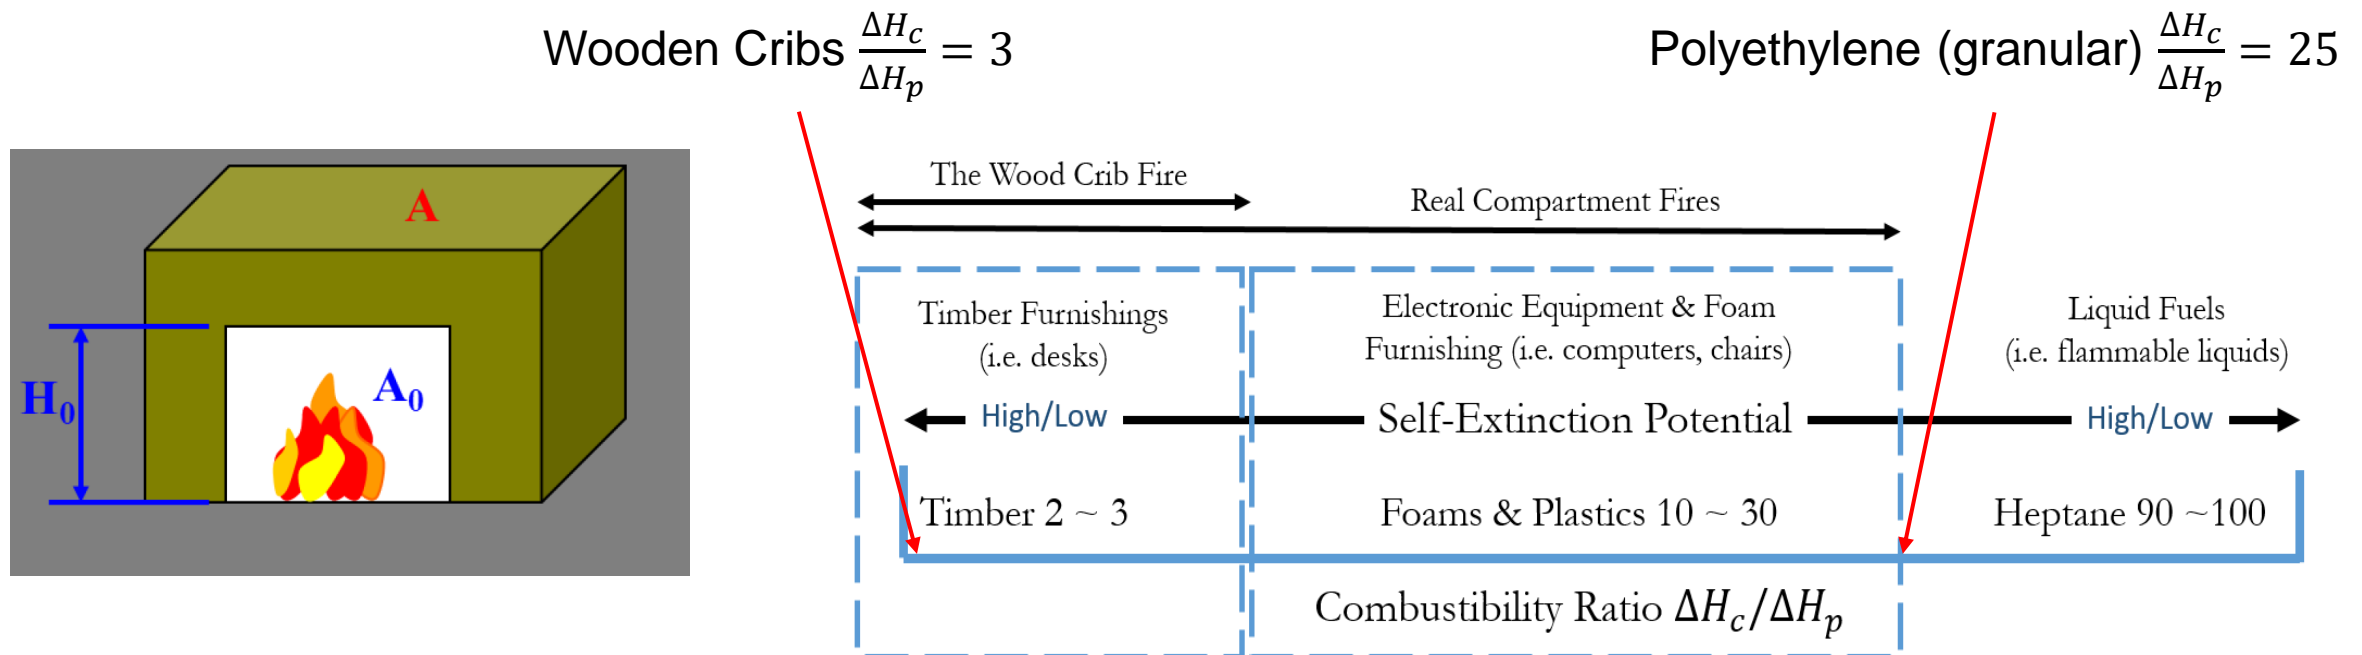 Wooden Cribs ΔH_c/ΔH_p = 3
Polyethylene (granular) ΔH_c/ΔH_p = 25
A
H₀
A₀
The Wood Crib Fire
Real Compartment Fires
Timber Furnishings
(i.e. desks)
Electronic Equipment & Foam
Furnishing (i.e. computers, chairs)
Liquid Fuels
(i.e. flammable liquids)
High/Low
Self-Extinction Potential
High/Low
Timber 2 ~ 3
Foams & Plastics 10 ~ 30
Heptane 90 ~100
Combustibility Ratio ΔH_c/ΔH_p